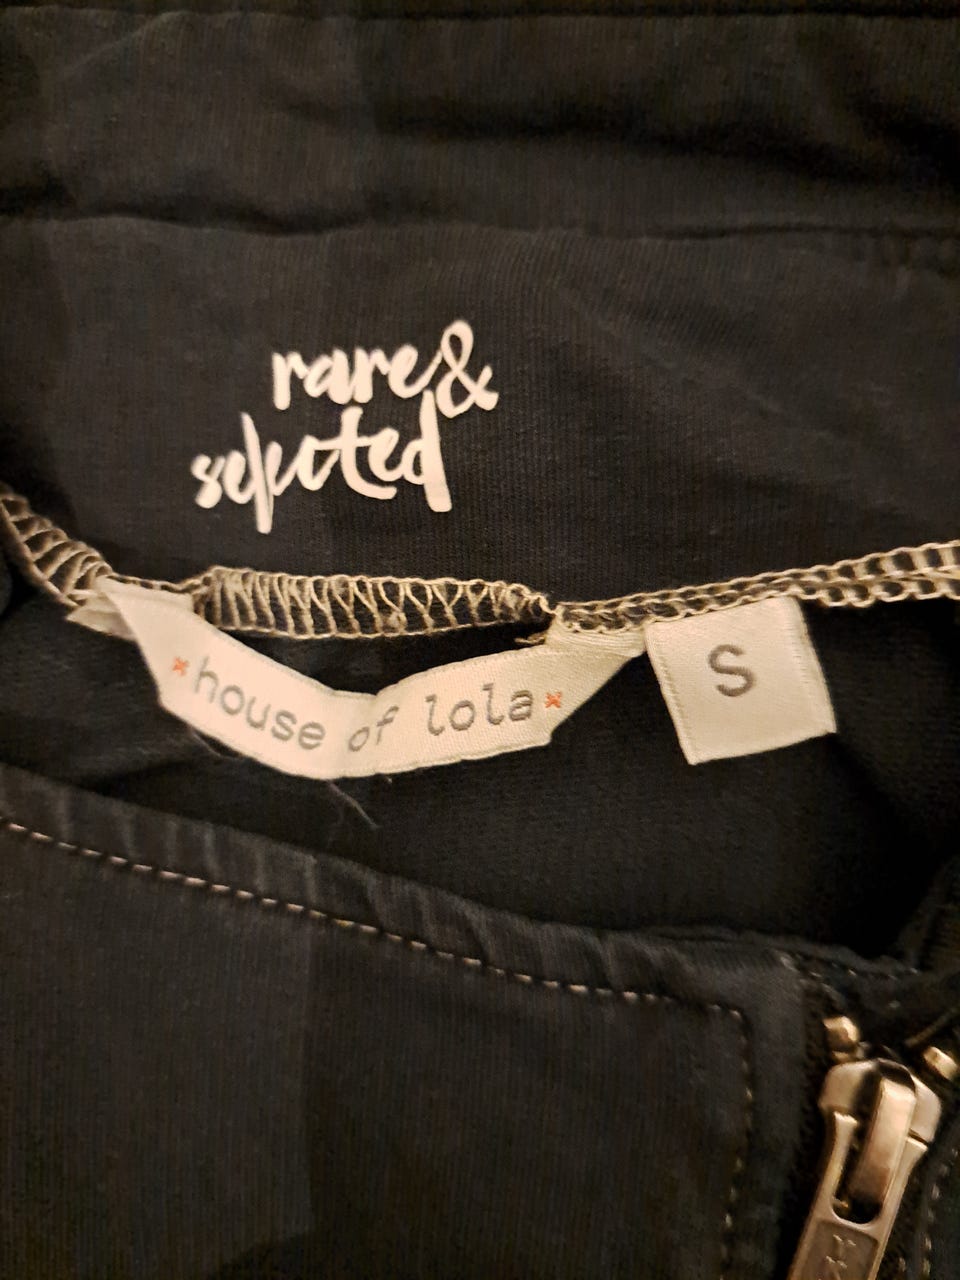 rare &
selected
*house of lola*
S